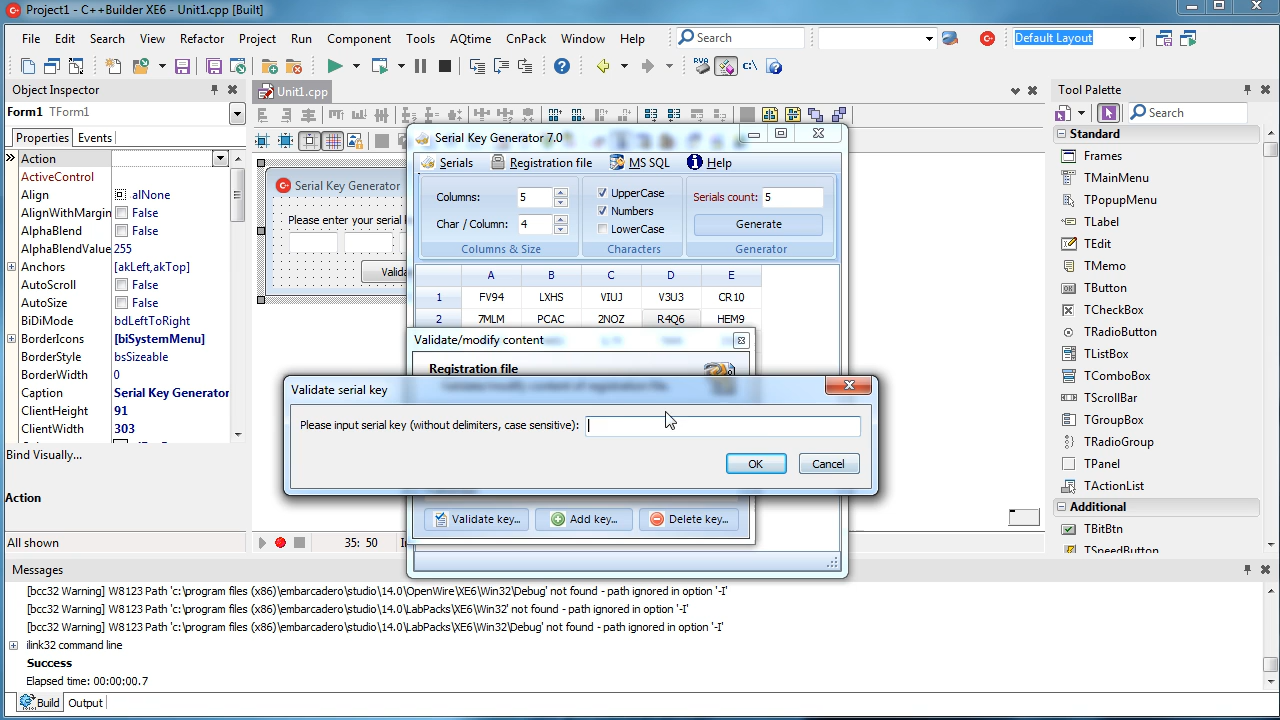 Project1 - C++Builder XE6 - Unit1.cpp [Built]
File Edit Search View Refactor Project Run Component Tools AQtime CnPack Window Help
Search
Default Layout
Object Inspector
Form1 TForm1
Properties Events
Action
ActiveControl
Align alNone
AlignWithMargin False
AlphaBlend False
AlphaBlendValue 255
Anchors [akLeft,akTop]
AutoScroll False
AutoSize False
BiDiMode bdLeftToRight
BorderIcons [biSystemMenu]
BorderStyle bsSizeable
BorderWidth 0
Caption Serial Key Generator
ClientHeight 91
ClientWidth 303
Bind Visually...
Action
All shown
Unit1.cpp
Serial Key Generator
Please enter your serial
Valida
35: 50
Serial Key Generator 7.0
Serials Registration file MS SQL Help
Columns: 5
Char / Column: 4
Columns & Size
UpperCase
Numbers
LowerCase
Characters
Serials count: 5
Generate
Generator
A B C D E
1 FV94 LXHS VIUJ V3U3 CR10
2 7MLM PCAC 2NOZ R4Q6 HEM9
Validate/modify content
Registration file
Validate/modify content of registration file.
Validate serial key
Please input serial key (without delimiters, case sensitive):
OK Cancel
Validate key... Add key... Delete key...
Tool Palette
Search
Standard
Frames
TMainMenu
TPopupMenu
TLabel
TEdit
TMemo
TButton
TCheckBox
TRadioButton
TListBox
TComboBox
TScrollBar
TGroupBox
TRadioGroup
TPanel
TActionList
Additional
TBitBtn
TSpeedButton
Messages
[bcc32 Warning] W8123 Path 'c:\program files (x86)\embarcadero\studio\14.0\OpenWire\XE6\Win32\Debug' not found - path ignored in option '-I'
[bcc32 Warning] W8123 Path 'c:\program files (x86)\embarcadero\studio\14.0\LabPacks\XE6\Win32' not found - path ignored in option '-I'
[bcc32 Warning] W8123 Path 'c:\program files (x86)\embarcadero\studio\14.0\LabPacks\XE6\Win32\Debug' not found - path ignored in option '-I'
ilink32 command line
Success
Elapsed time: 00:00:00.7
Build Output